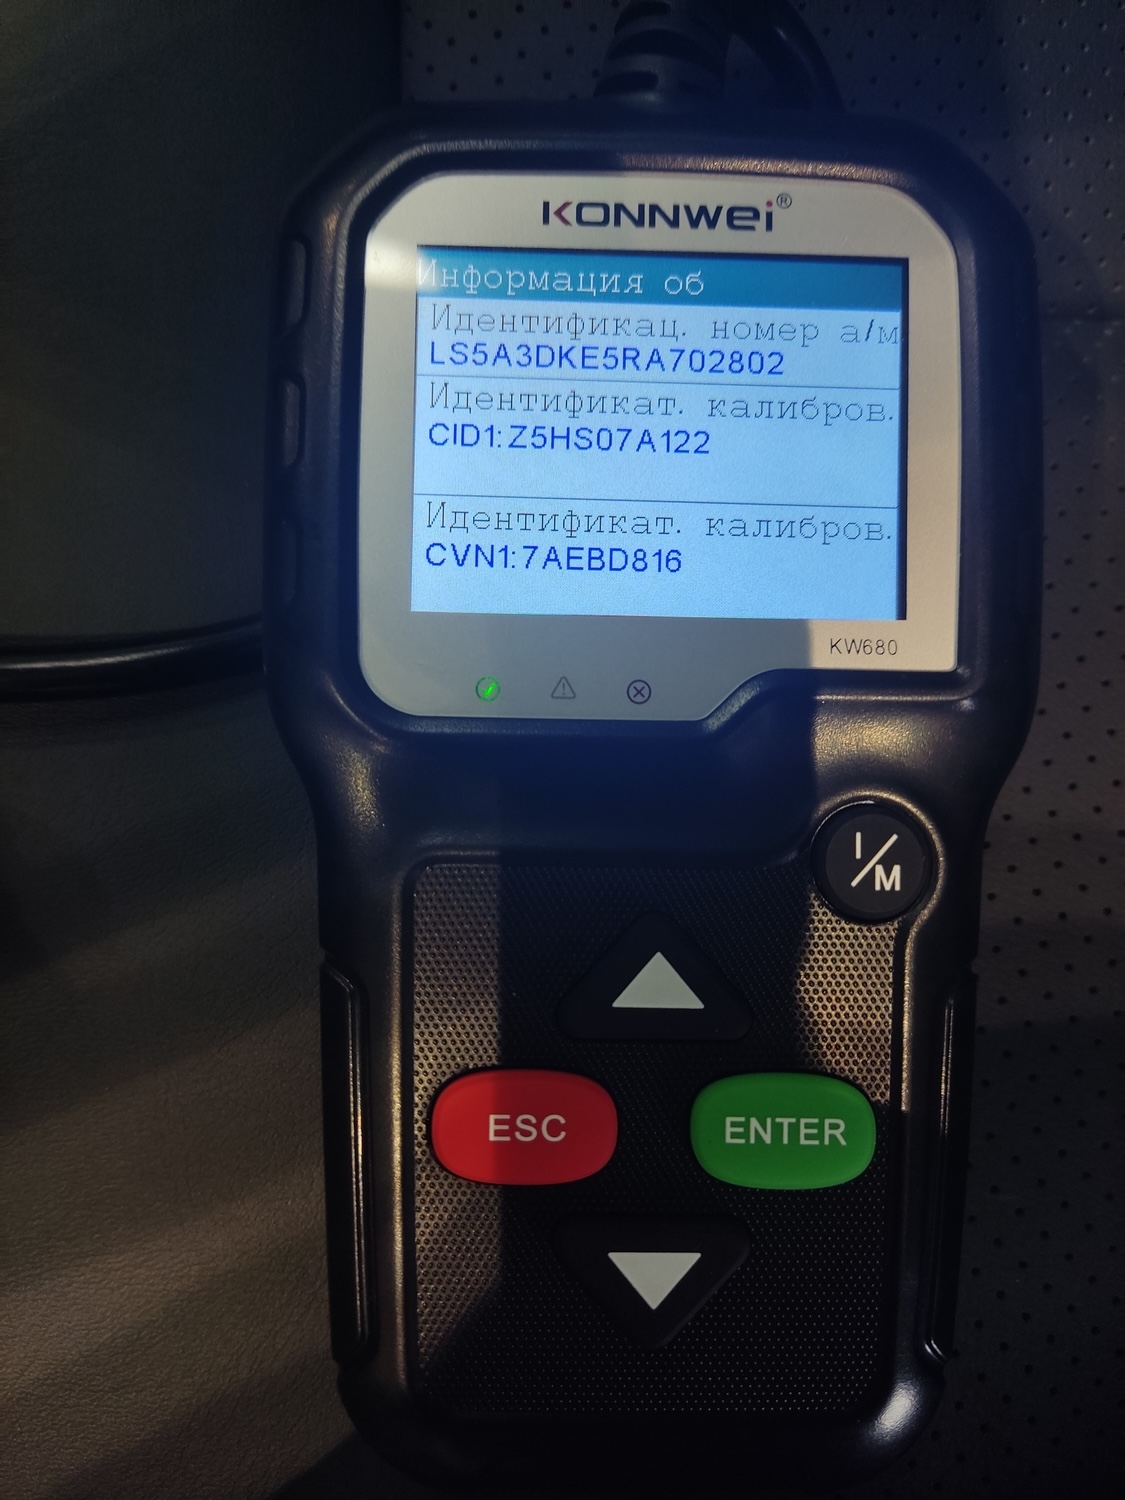 KONNWEI®
Информация об
Идентификац. номер а/м
LS5A3DKE5RA702802
Идентификат. калибров.
CID1:Z5HS07A122
Идентификат. калибров.
CVN1:7AEBD816
KW680
I/M
ESC
ENTER